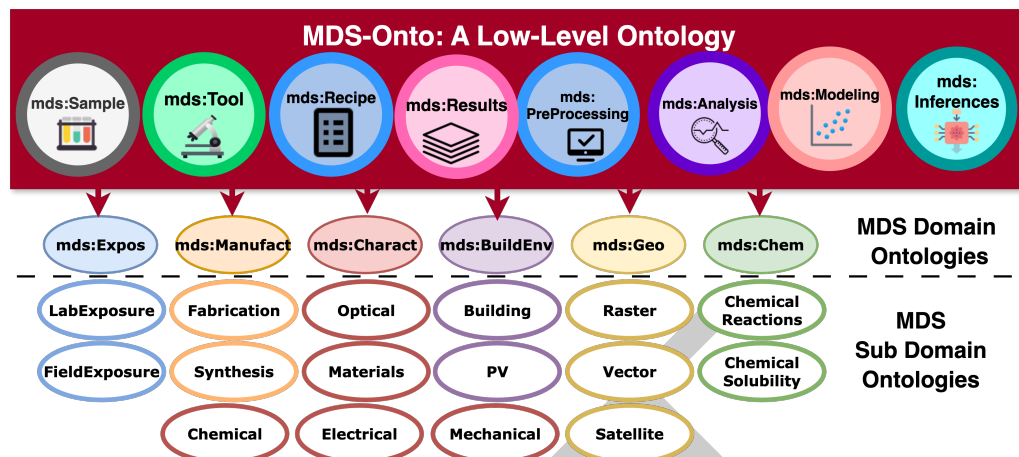 MDS-Onto: A Low-Level Ontology
mds:Sample
mds:Tool
mds:Recipe
mds:Results
mds:
PreProcessing
mds:Analysis
mds:Modeling
mds:
Inferences
mds:Expos
mds:Manufact
mds:Charact
mds:BuildEnv
mds:Geo
mds:Chem
MDS Domain
Ontologies
LabExposure
Fabrication
Optical
Building
Raster
Chemical
Reactions
FieldExposure
Synthesis
Materials
PV
Vector
Chemical
Solubility
MDS
Sub Domain
Ontologies
Chemical
Electrical
Mechanical
Satellite